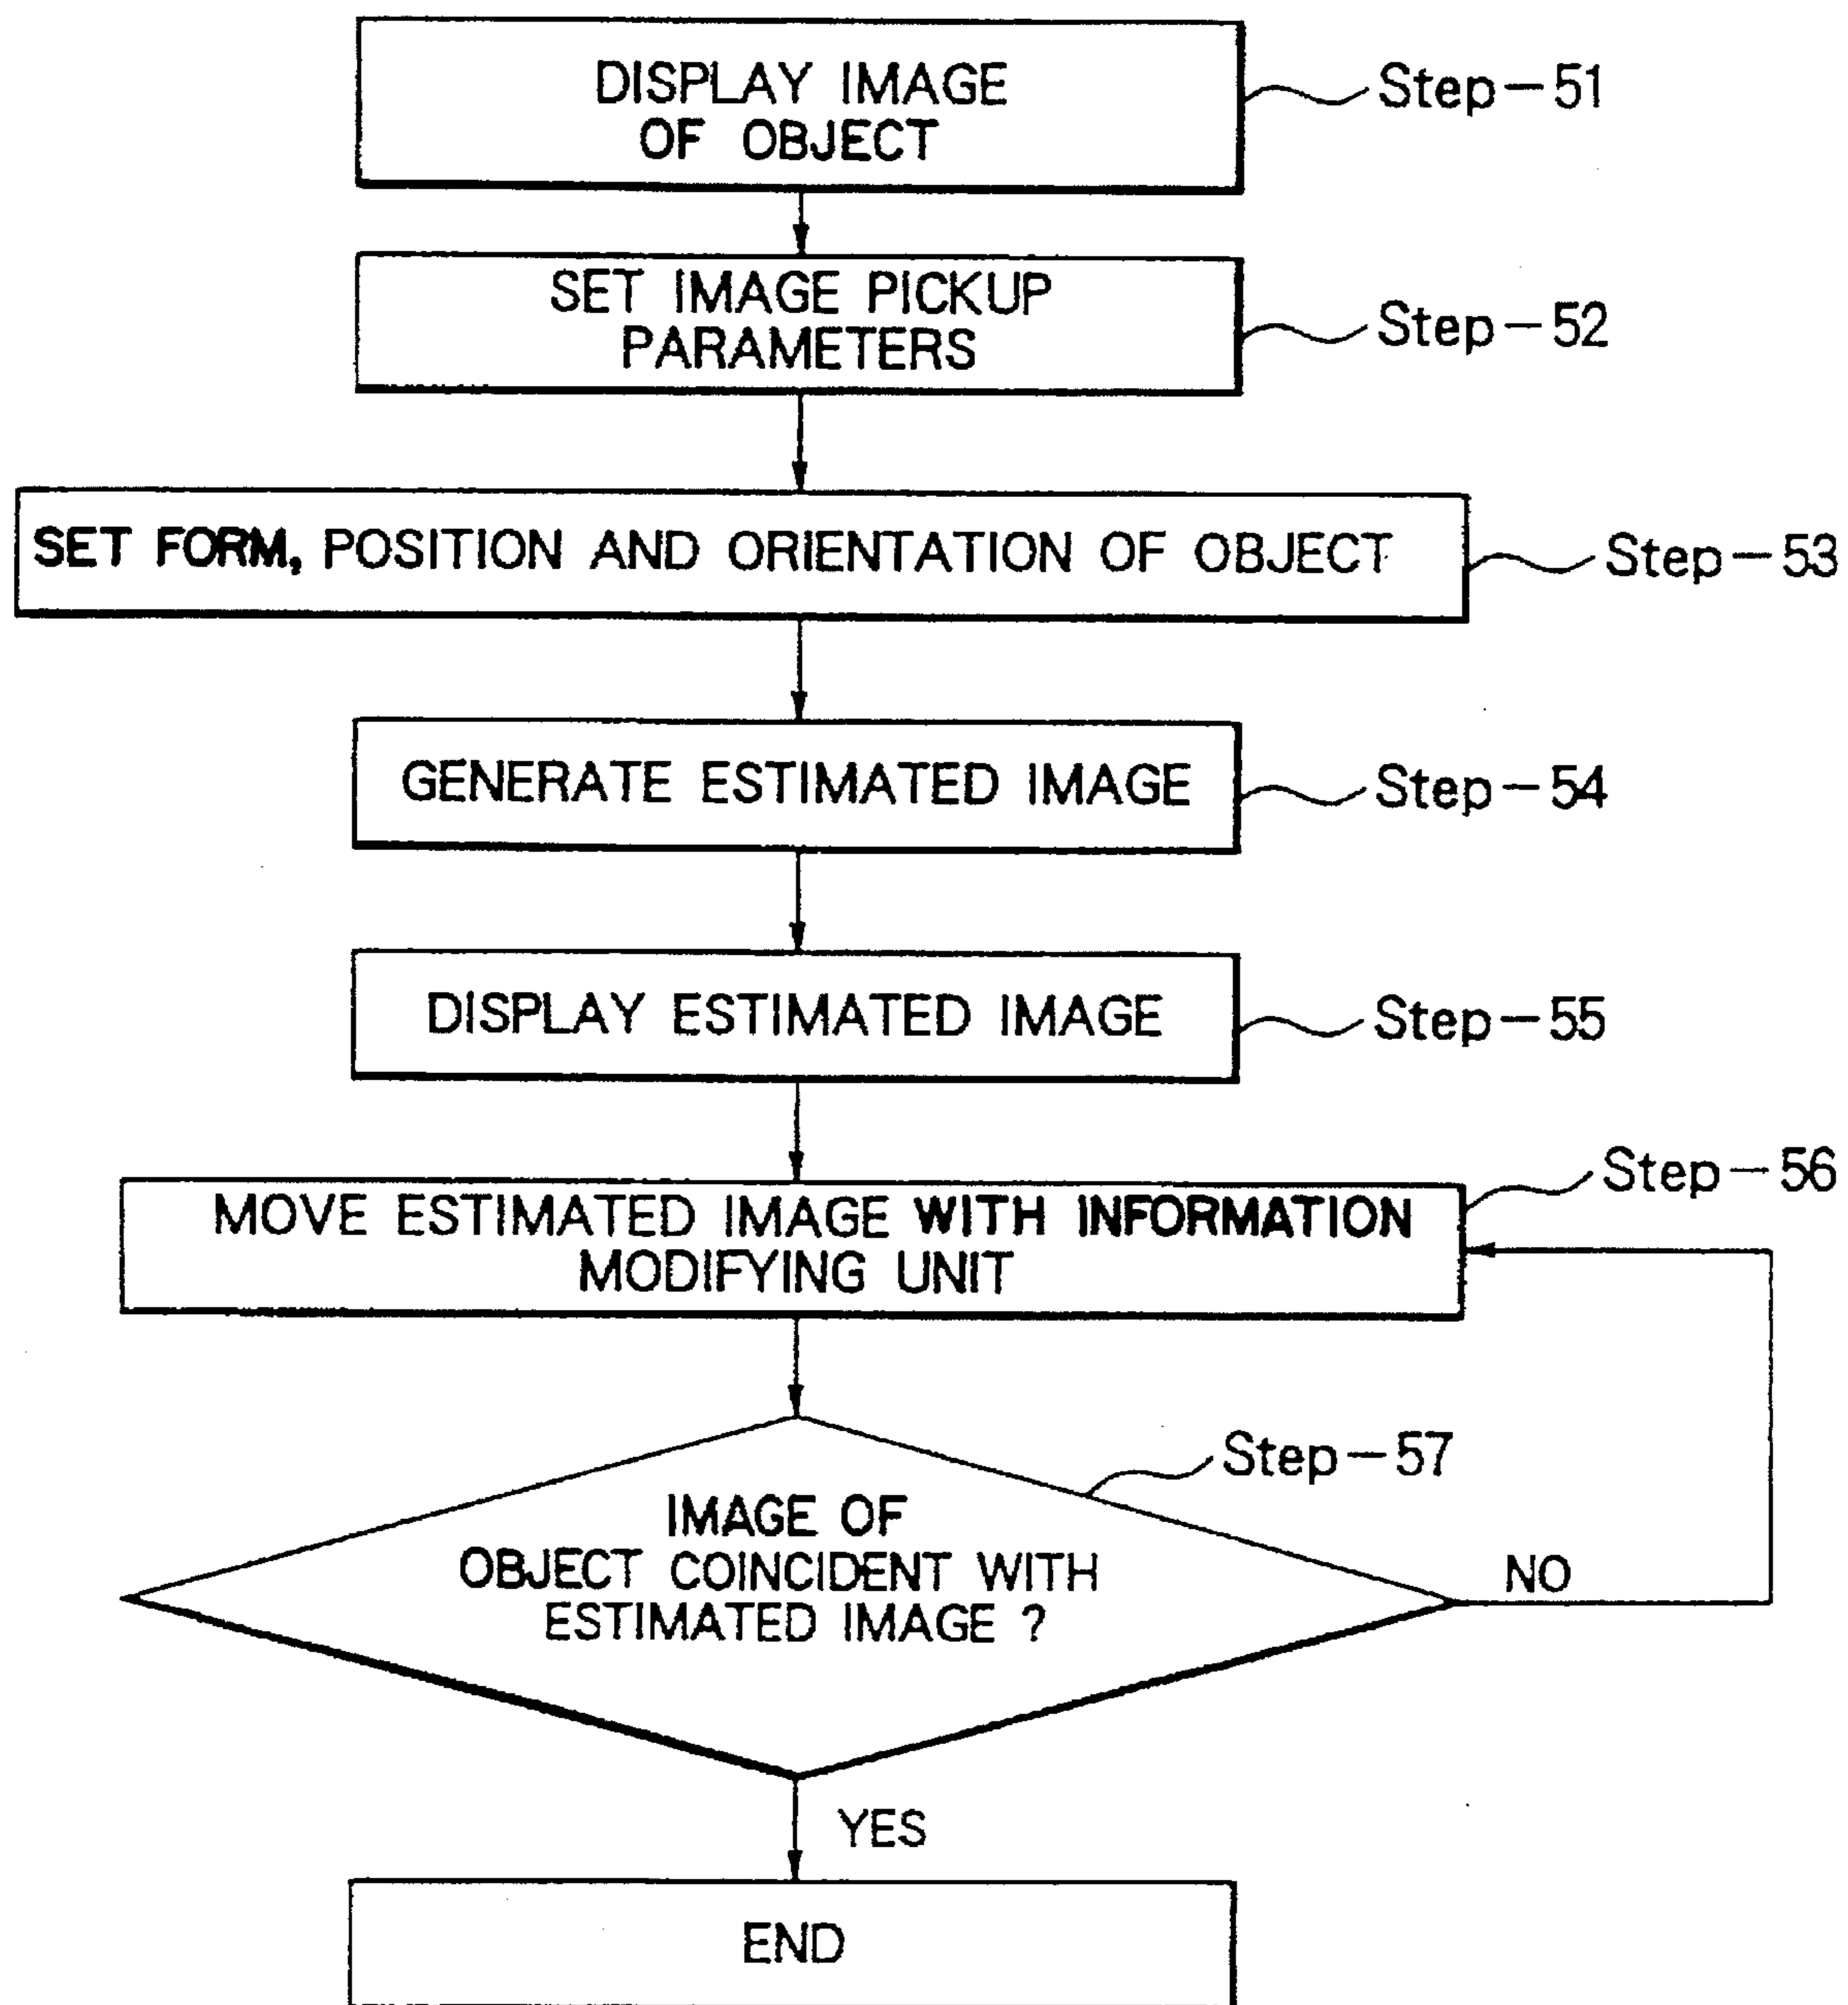 DISPLAY IMAGE
OF OBJECT
Step-51
SET IMAGE PICKUP
PARAMETERS
Step-52
SET FORM, POSITION AND ORIENTATION OF OBJECT
Step-53
GENERATE ESTIMATED IMAGE
Step-54
DISPLAY ESTIMATED IMAGE
Step-55
MOVE ESTIMATED IMAGE WITH INFORMATION
MODIFYING UNIT
Step-56
IMAGE OF
OBJECT COINCIDENT WITH
ESTIMATED IMAGE ?
Step-57
NO
YES
END